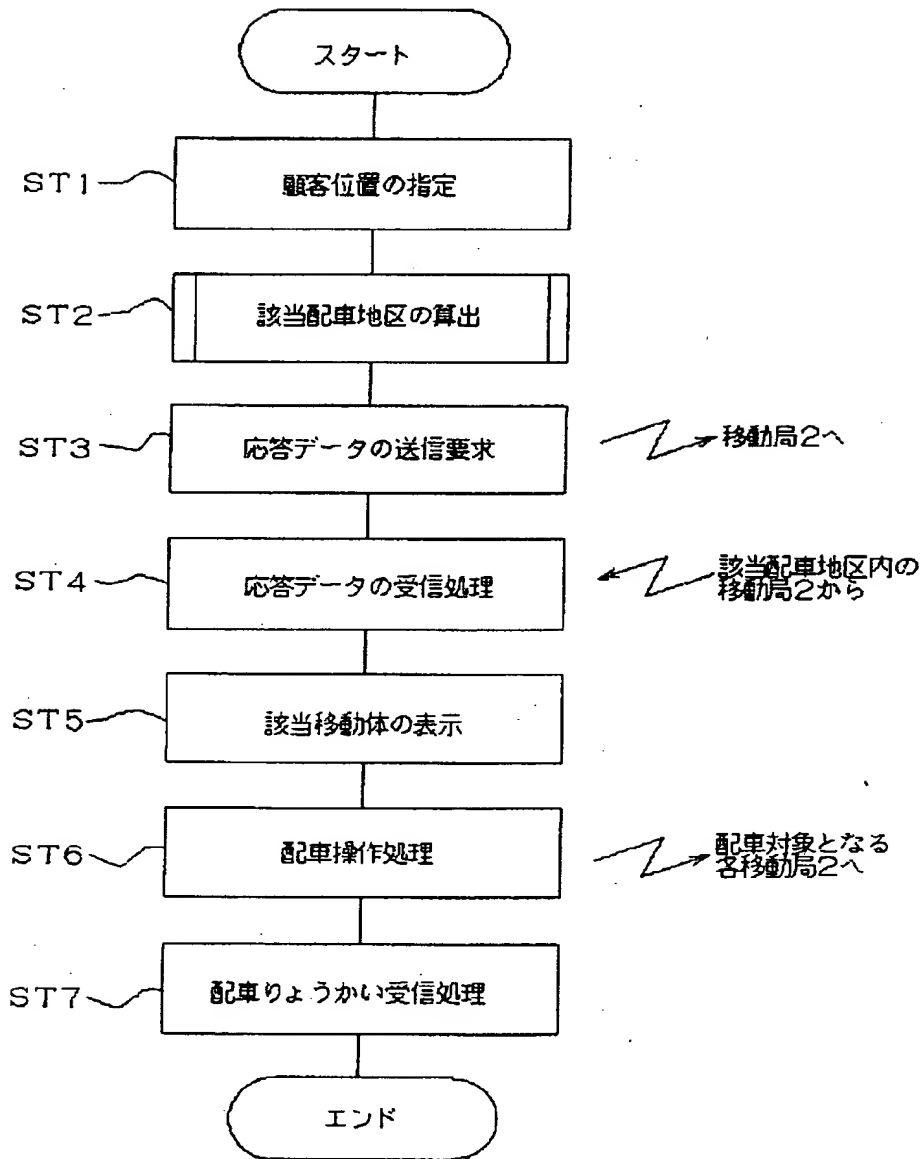 スタート
ST1
顧客位置の指定
ST2
該当配車地区の算出
ST3
応答データの送信要求
移動局2へ
ST4
応答データの受信処理
該当配車地区内の
移動局2から
ST5
該当移動体の表示
ST6
配車操作処理
配車対象となる
各移動局2へ
ST7
配車りょうかい受信処理
エンド